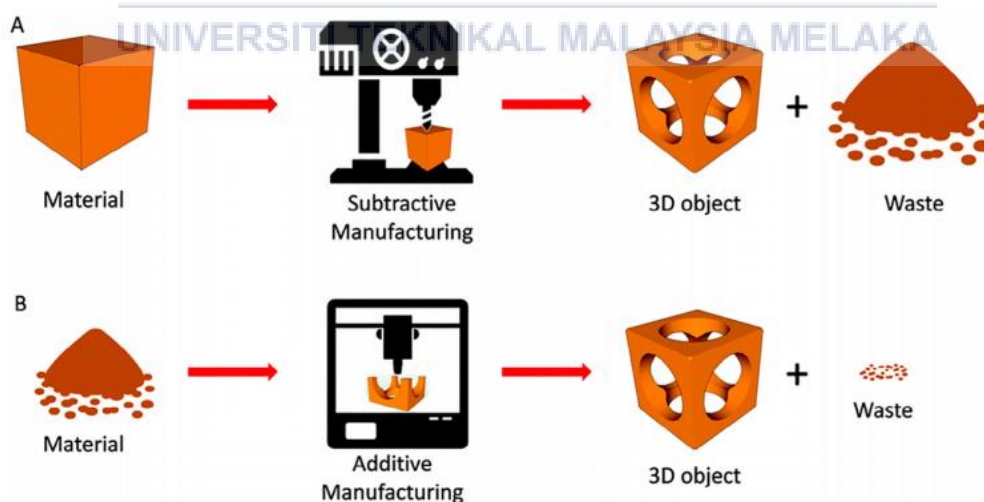 A
UNIVERSITI TEKNIKAL MALAYSIA MELAKA
Material
Subtractive
Manufacturing
3D object
+
Waste
B
Material
Additive
Manufacturing
3D object
+
Waste